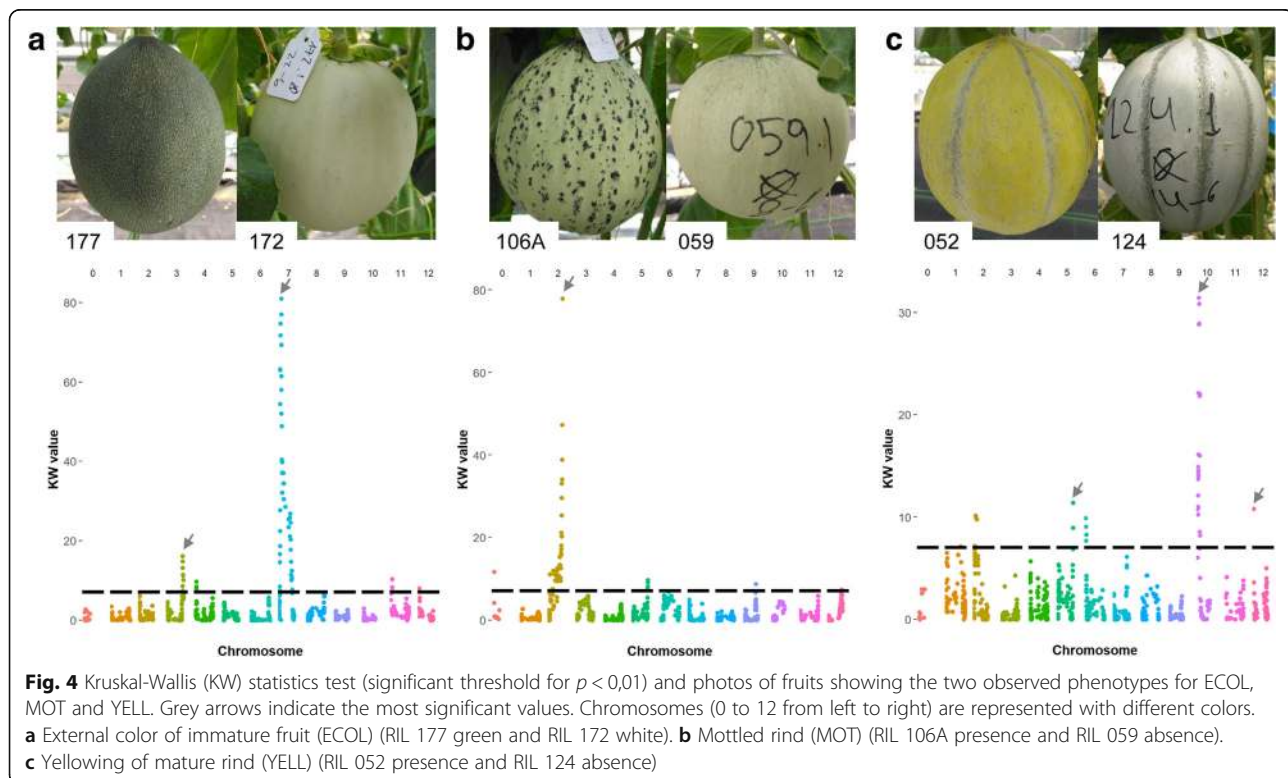 a
b
c
177
172
106A
059
059.1
052
124
124.1
14-6
0 1 2 3 4 5 6 7 8 9 10 11 12
0 1 2 3 4 5 6 7 8 9 10 11 12
0 1 2 3 4 5 6 7 8 9 10 11 12
KW value
80
60
40
20
0
Chromosome
KW value
80
60
40
20
0
Chromosome
KW value
30
20
10
0
Chromosome
Fig. 4 Kruskal-Wallis (KW) statistics test (significant threshold for p < 0,01) and photos of fruits showing the two observed phenotypes for ECOL,
MOT and YELL. Grey arrows indicate the most significant values. Chromosomes (0 to 12 from left to right) are represented with different colors.
a External color of immature fruit (ECOL) (RIL 177 green and RIL 172 white). b Mottled rind (MOT) (RIL 106A presence and RIL 059 absence).
c Yellowing of mature rind (YELL) (RIL 052 presence and RIL 124 absence)